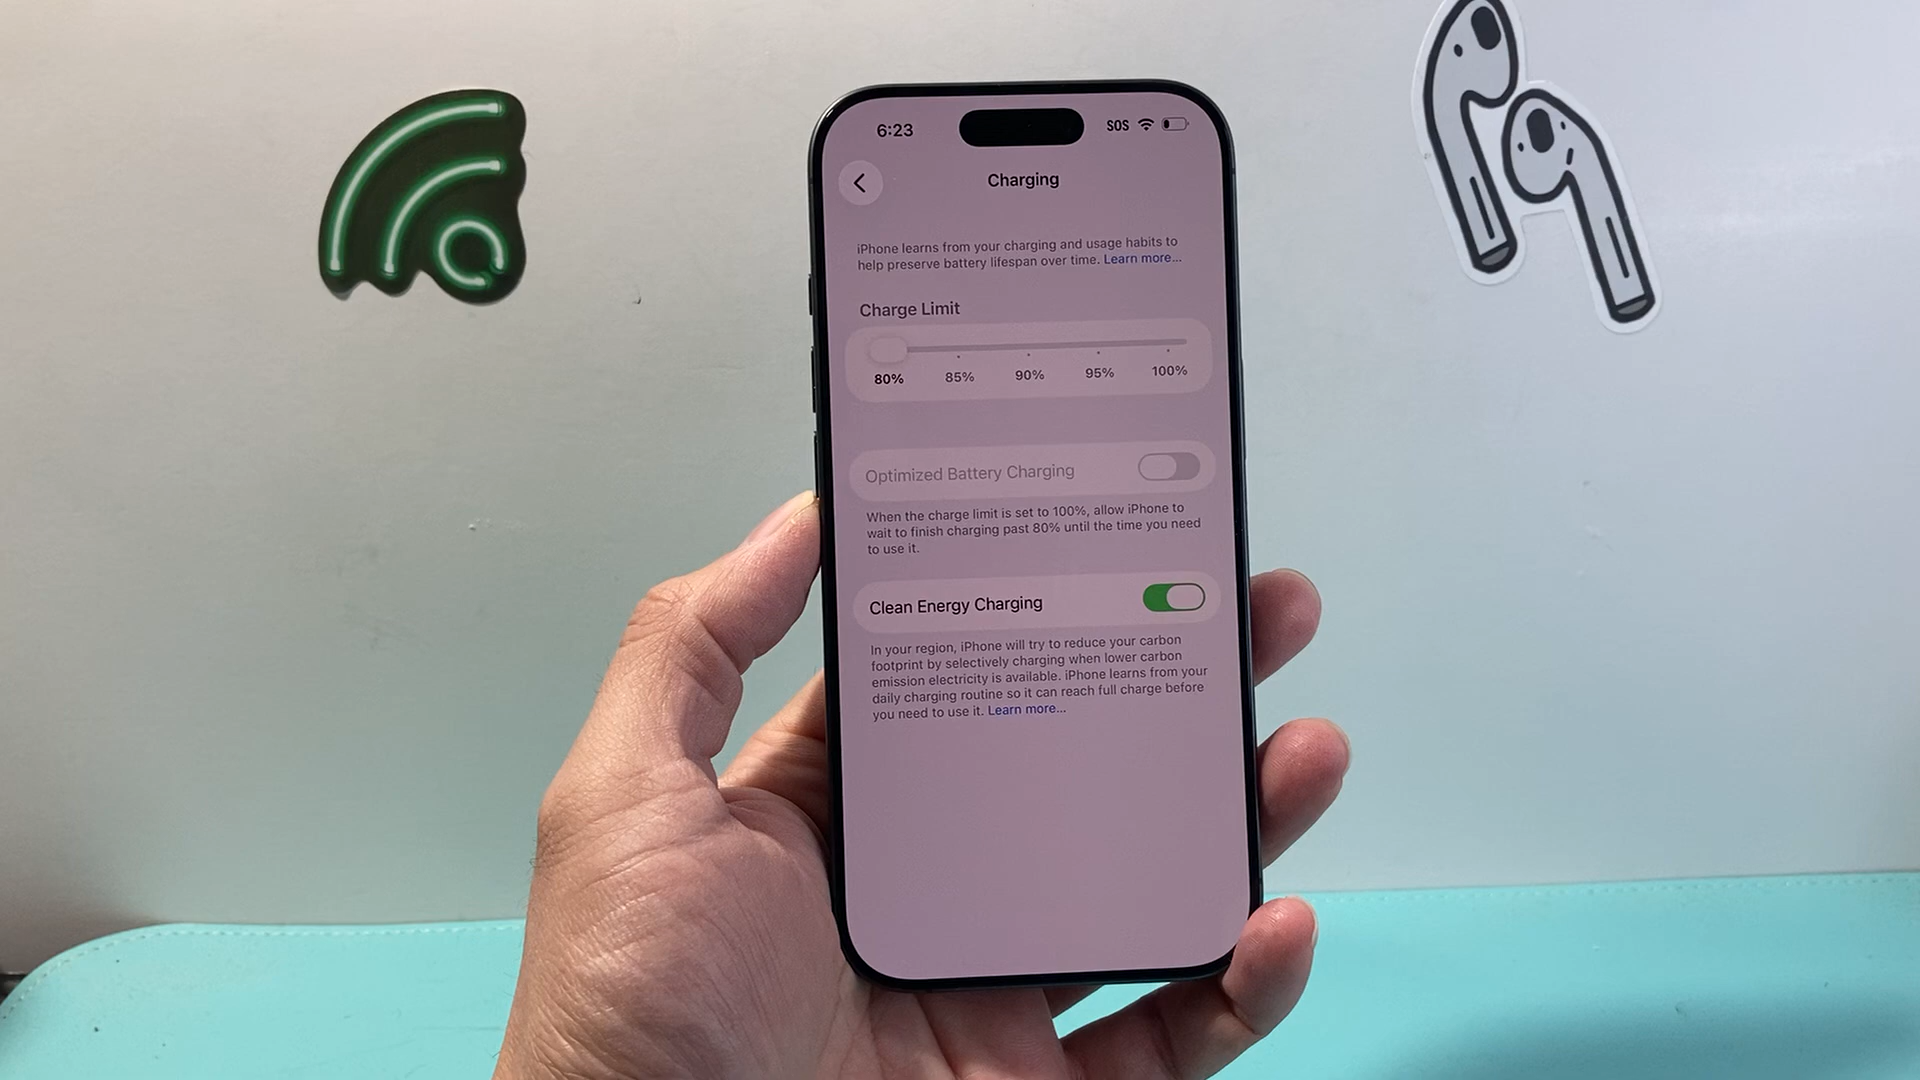 6:23 SOS
Charging
iPhone learns from your charging and usage habits to
help preserve battery lifespan over time. Learn more...
Charge Limit
80% 85% 90% 95% 100%
Optimized Battery Charging
When the charge limit is set to 100%, allow iPhone to
wait to finish charging past 80% until the time you need
to use it.
Clean Energy Charging
In your region, iPhone will try to reduce your carbon
footprint by selectively charging when lower carbon
emission electricity is available. iPhone learns from your
daily charging routine so it can reach full charge before
you need to use it. Learn more...